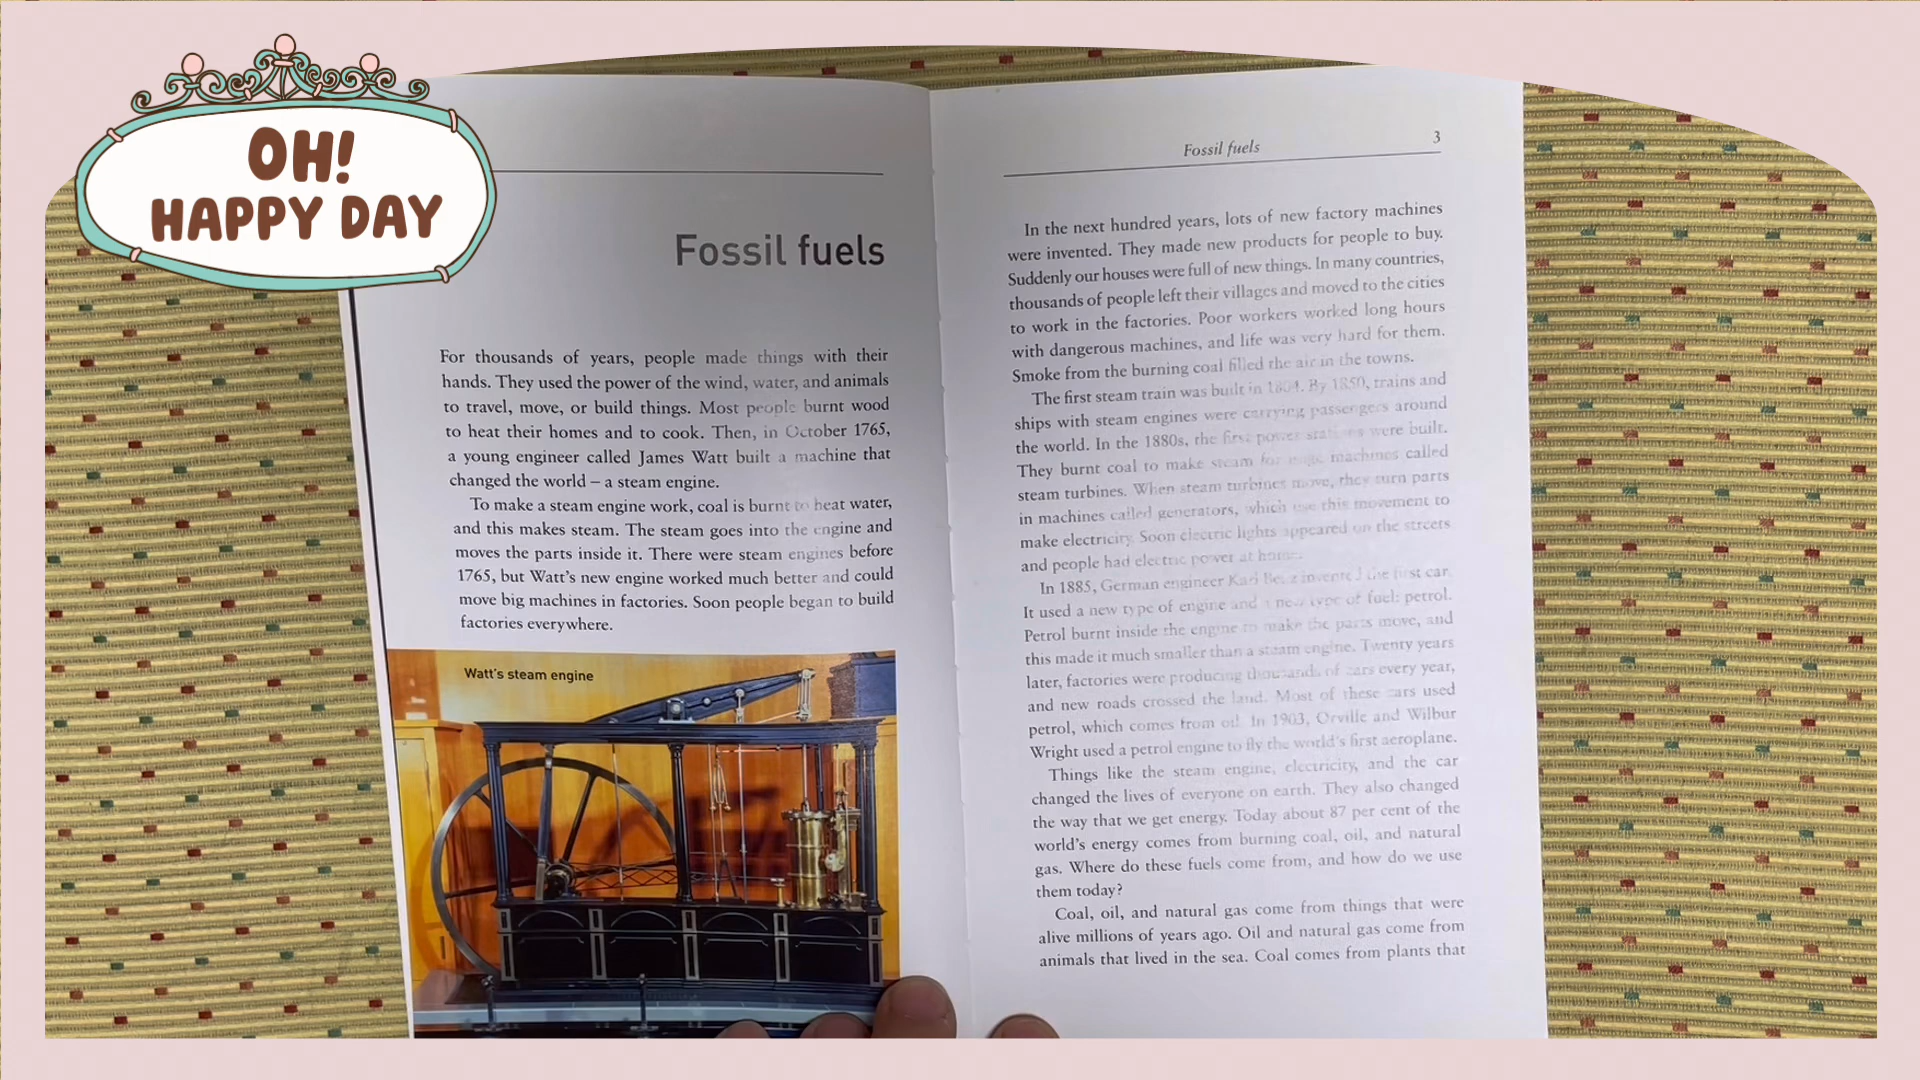 OH!
HAPPY DAY
Fossil fuels
For thousands of years, people made things with their
hands. They used the power of the wind, water, and animals
to travel, move, or build things. Most people burnt wood
to heat their homes and to cook. Then, in October 1765,
a young engineer called James Watt built a machine that
changed the world – a steam engine.
To make a steam engine work, coal is burnt to heat water,
and this makes steam. The steam goes into the engine and
moves the parts inside it. There were steam engines before
1765, but Watt's new engine worked much better and could
move big machines in factories. Soon people began to build
factories everywhere.
Watt's steam engine
Fossil fuels
3
In the next hundred years, lots of new factory machines
were invented. They made new products for people to buy.
Suddenly our houses were full of new things. In many countries,
thousands of people left their villages and moved to the cities
to work in the factories. Poor workers worked long hours
with dangerous machines, and life was very hard for them.
Smoke from the burning coal filled the air in the towns.
The first steam train was built in 1804. By 1850, trains and
ships with steam engines were carrying passengers around
the world. In the 1880s, the first power stations were built.
They burnt coal to make steam for huge machines called
steam turbines. When steam turbines move, they turn parts
in machines called generators, which use this movement to
make electricity. Soon electric lights appeared on the streets
and people had electric power at home.
In 1885, German engineer Karl Benz invented the first car.
It used a new type of engine and a new type of fuel: petrol.
Petrol burnt inside the engine to make the parts move, and
this made it much smaller than a steam engine. Twenty years
later, factories were producing thousands of cars every year,
and new roads crossed the land. Most of these cars used
petrol, which comes from oil. In 1903, Orville and Wilbur
Wright used a petrol engine to fly the world's first aeroplane.
Things like the steam engine, electricity, and the car
changed the lives of everyone on earth. They also changed
the way that we get energy. Today about 87 per cent of the
world's energy comes from burning coal, oil, and natural
gas. Where do these fuels come from, and how do we use
them today?
Coal, oil, and natural gas come from things that were
alive millions of years ago. Oil and natural gas come from
animals that lived in the sea. Coal comes from plants that